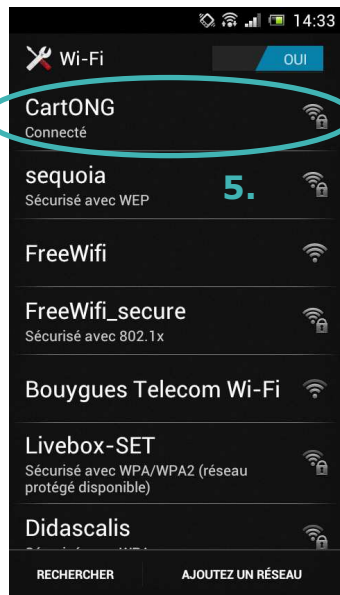 14:33
Wi-Fi
OUI
CartONG
Connecté
sequoia
Sécurisé avec WEP
5.
FreeWifi
FreeWifi_secure
Sécurisé avec 802.1x
Bouygues Telecom Wi-Fi
Livebox-SET
Sécurisé avec WPA/WPA2 (réseau
protégé disponible)
Didascalis
RECHERCHER
AJOUTEZ UN RÉSEAU